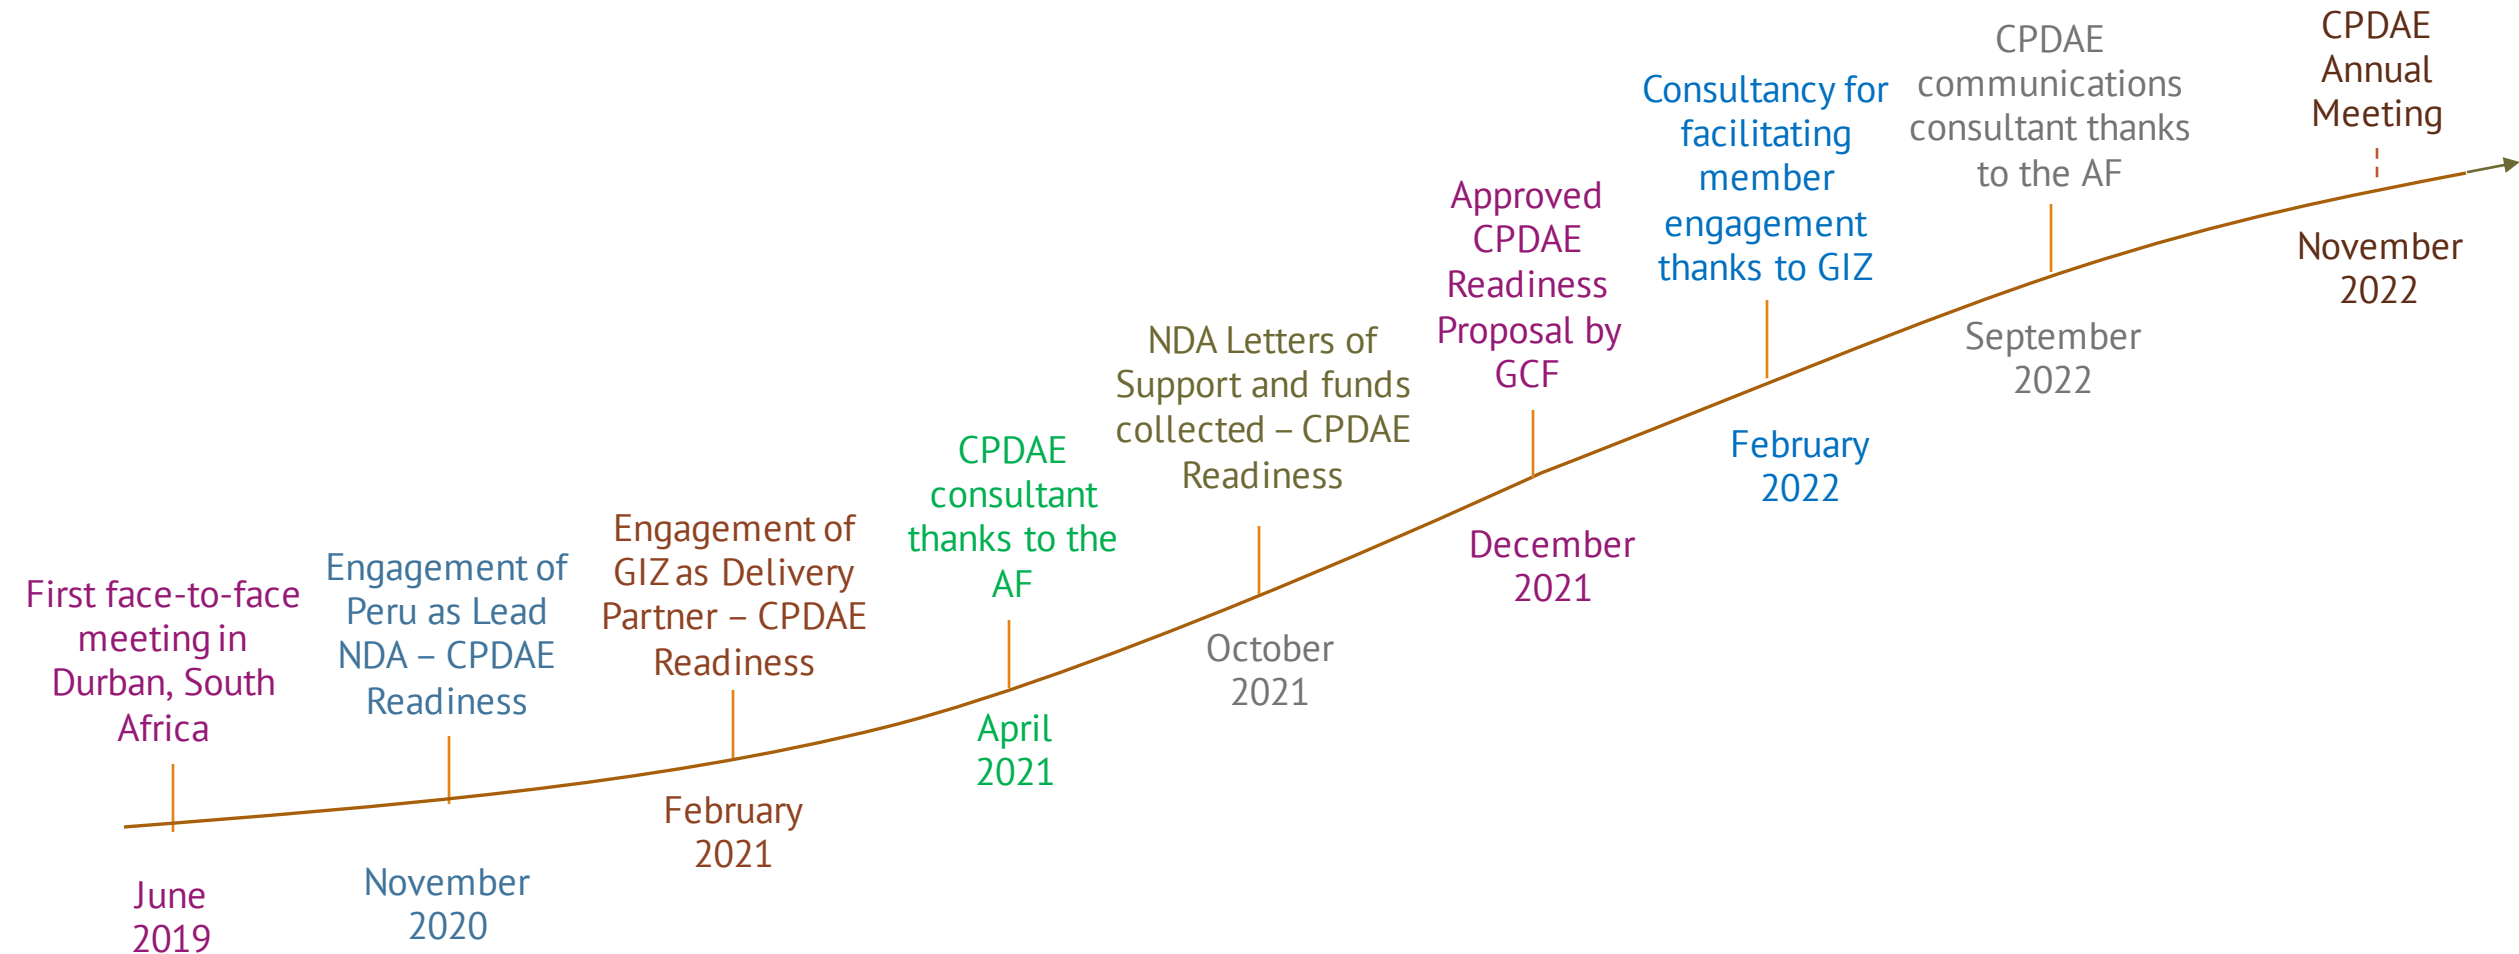 First face-to-face
meeting in
Durban, South
Africa
June
2019
Engagement of
Peru as Lead
NDA – CPDAE
Readiness
November
2020
Engagement of
GIZ as Delivery
Partner – CPDAE
Readiness
February
2021
CPDAE
consultant
thanks to the
AF
April
2021
NDA Letters of
Support and funds
collected – CPDAE
Readiness
October
2021
Approved
CPDAE
Readiness
Proposal by
GCF
December
2021
Consultancy for
facilitating
member
engagement
thanks to GIZ
February
2022
CPDAE
communications
consultant thanks
to the AF
September
2022
CPDAE
Annual
Meeting
November
2022